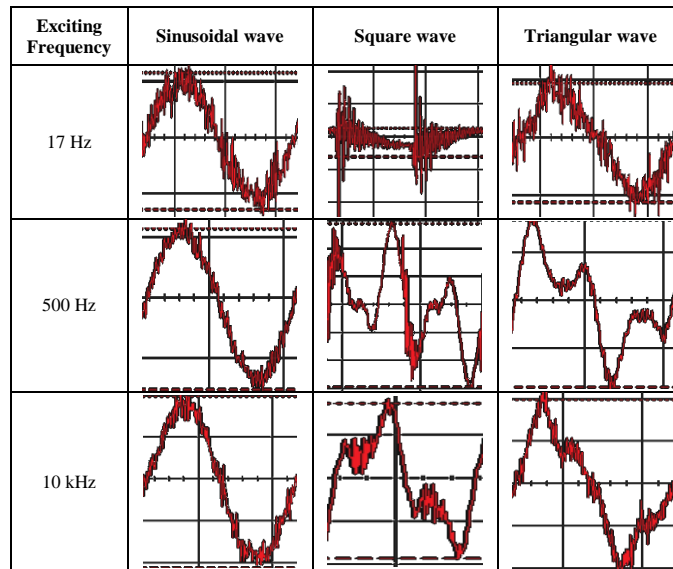 Exciting
Frequency
Sinusoidal wave
Square wave
Triangular wave
17 Hz
500 Hz
10 kHz